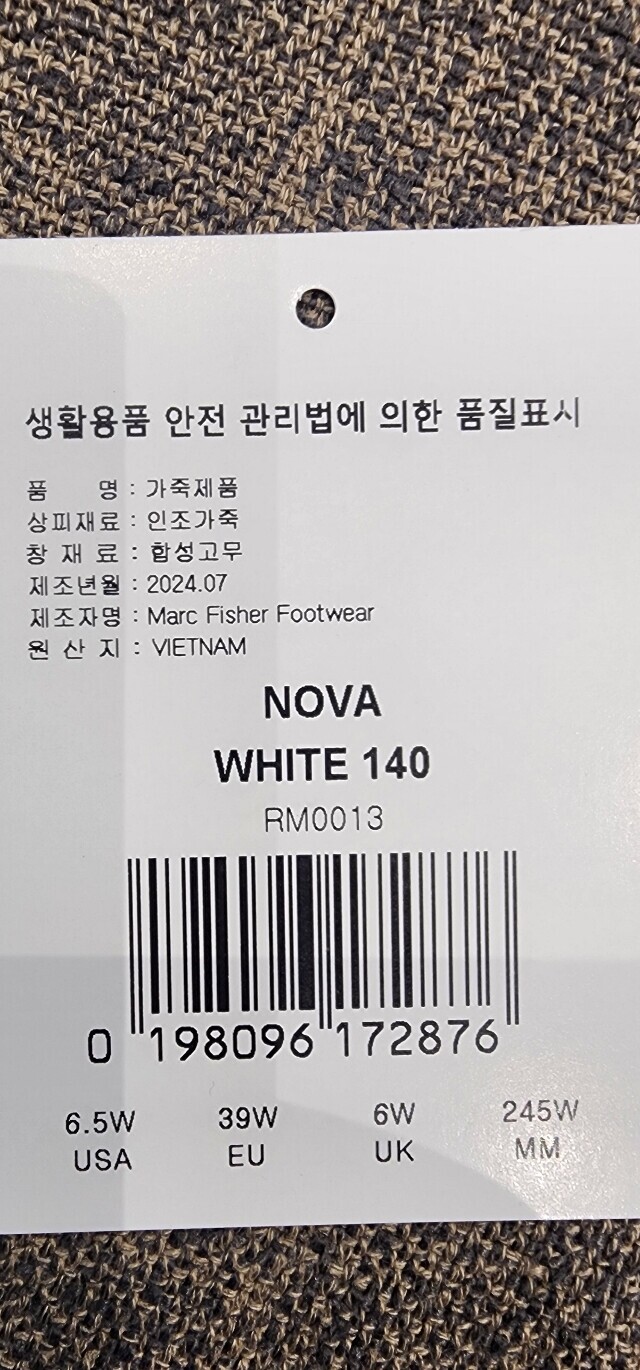 생활용품 안전 관리법에 의한 품질표시
품 명 : 가죽제품
상피재료 : 인조가죽
창 재 료 : 합성고무
제조년월 : 2024.07
제조자명 : Marc Fisher Footwear
원 산 지 : VIETNAM
NOVA
WHITE 140
RM0013
0 198096 172876
6.5W 39W 6W 245W
USA EU UK MM